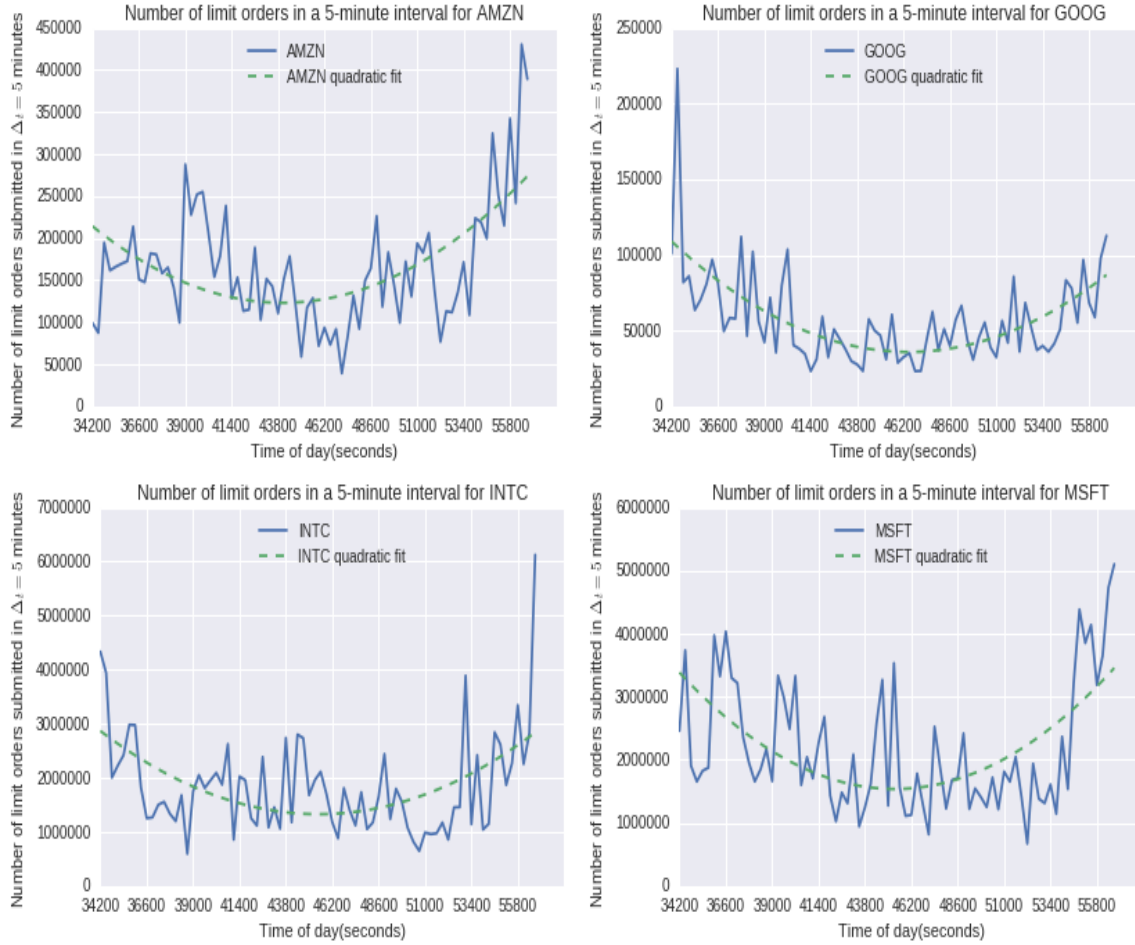 Number of limit orders in a 5-minute interval for AMZN
Number of limit orders submitted in Δt = 5 minutes
450000
400000
350000
300000
250000
200000
150000
100000
50000
0
AMZN
AMZN quadratic fit
34200 36600 39000 41400 43800 46200 48600 51000 53400 55800
Time of day(seconds)
Number of limit orders in a 5-minute interval for GOOG
Number of limit orders submitted in Δt = 5 minutes
250000
200000
150000
100000
50000
0
GOOG
GOOG quadratic fit
34200 36600 39000 41400 43800 46200 48600 51000 53400 55800
Time of day(seconds)
Number of limit orders in a 5-minute interval for INTC
Number of limit orders submitted in Δt = 5 minutes
7000000
6000000
5000000
4000000
3000000
2000000
1000000
0
INTC
INTC quadratic fit
34200 36600 39000 41400 43800 46200 48600 51000 53400 55800
Time of day(seconds)
Number of limit orders in a 5-minute interval for MSFT
Number of limit orders submitted in Δt = 5 minutes
6000000
5000000
4000000
3000000
2000000
1000000
0
MSFT
MSFT quadratic fit
34200 36600 39000 41400 43800 46200 48600 51000 53400 55800
Time of day(seconds)